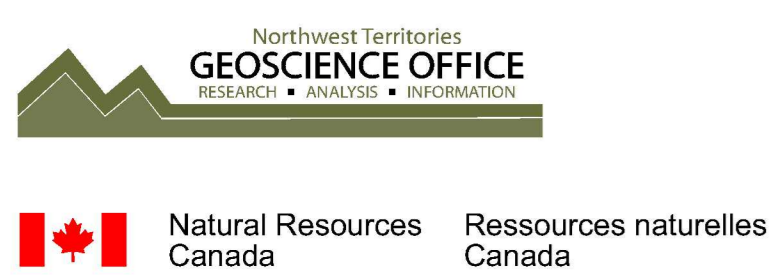 Northwest Territories
GEOSCIENCE OFFICE
RESEARCH ▪ ANALYSIS ▪ INFORMATION
Natural Resources
Canada
Ressources naturelles
Canada